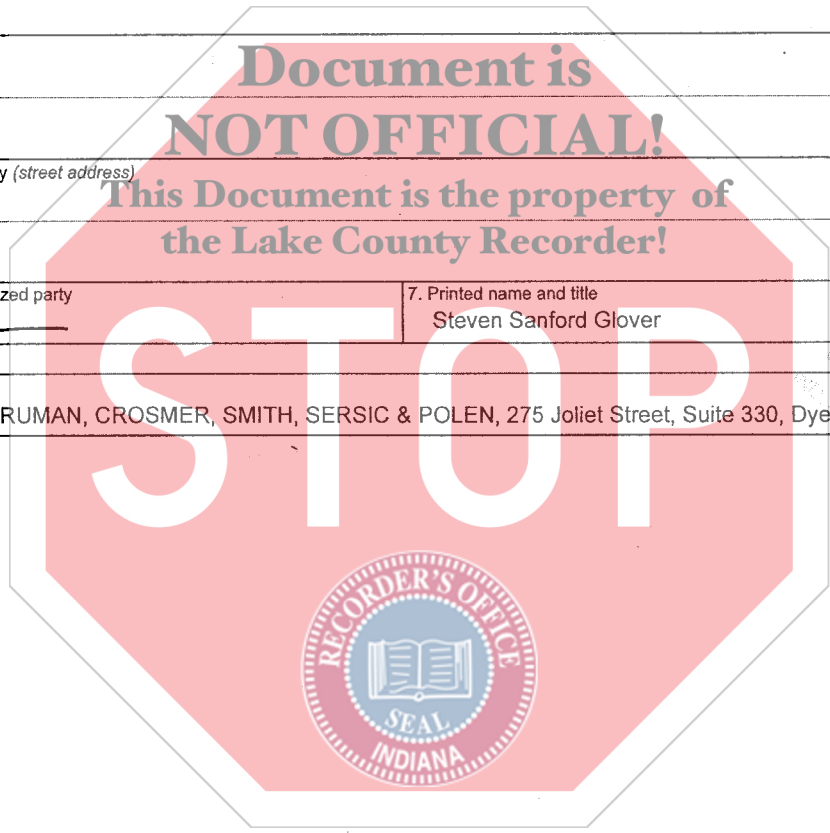 Document is
NOT OFFICIAL!
y (street address)
This Document is the property of
the Lake County Recorder!
zed party
7. Printed name and title
Steven Sanford Glover
STOP
RUMAN, CROSMER, SMITH, SERSIC & POLEN, 275 Joliet Street, Suite 330, Dye
RECORDER'S OFFICE
SEAL
INDIANA